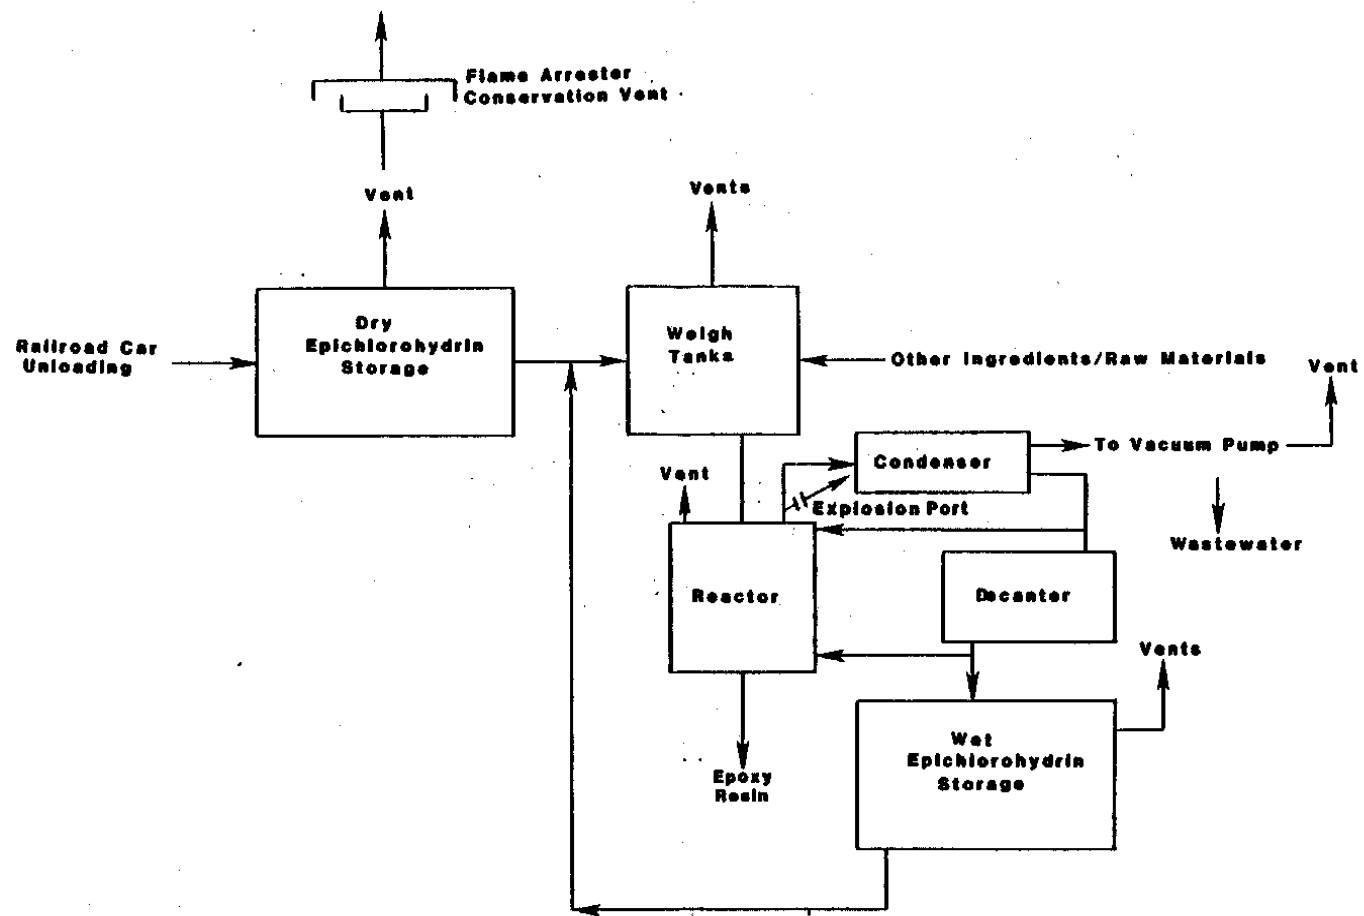 Flame Arrester
Conservation Vent
Vent
Vents
Dry
Epichlorohydrin
Storage
Weigh
Tanks
Railroad Car
Unloading
Other Ingredients/Raw Materials
Vent
To Vacuum Pump
Condenser
Vent
Explosion Port
Wastewater
Reactor
Decanter
Vents
Wet
Epichlorohydrin
Storage
Epoxy
Resin